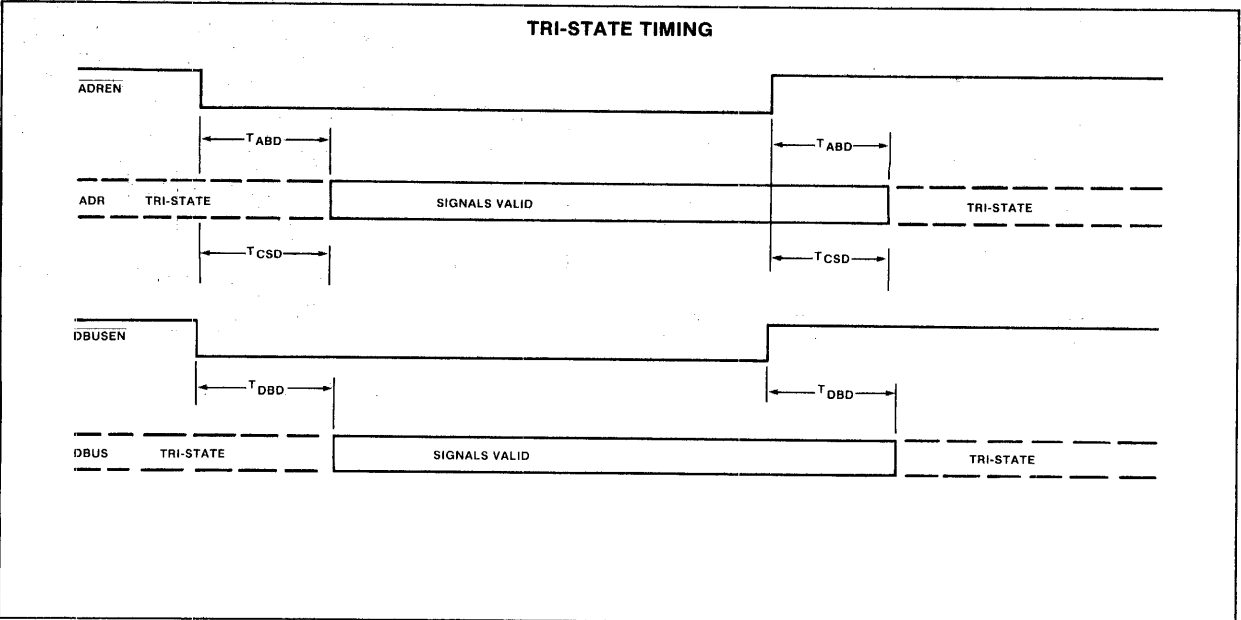 TRI-STATE TIMING
ADREN
TABD
TABD
ADR TRI-STATE SIGNALS VALID TRI-STATE
TCSD
TCSD
DBUSEN
TDBD
TDBD
DBUS TRI-STATE SIGNALS VALID TRI-STATE